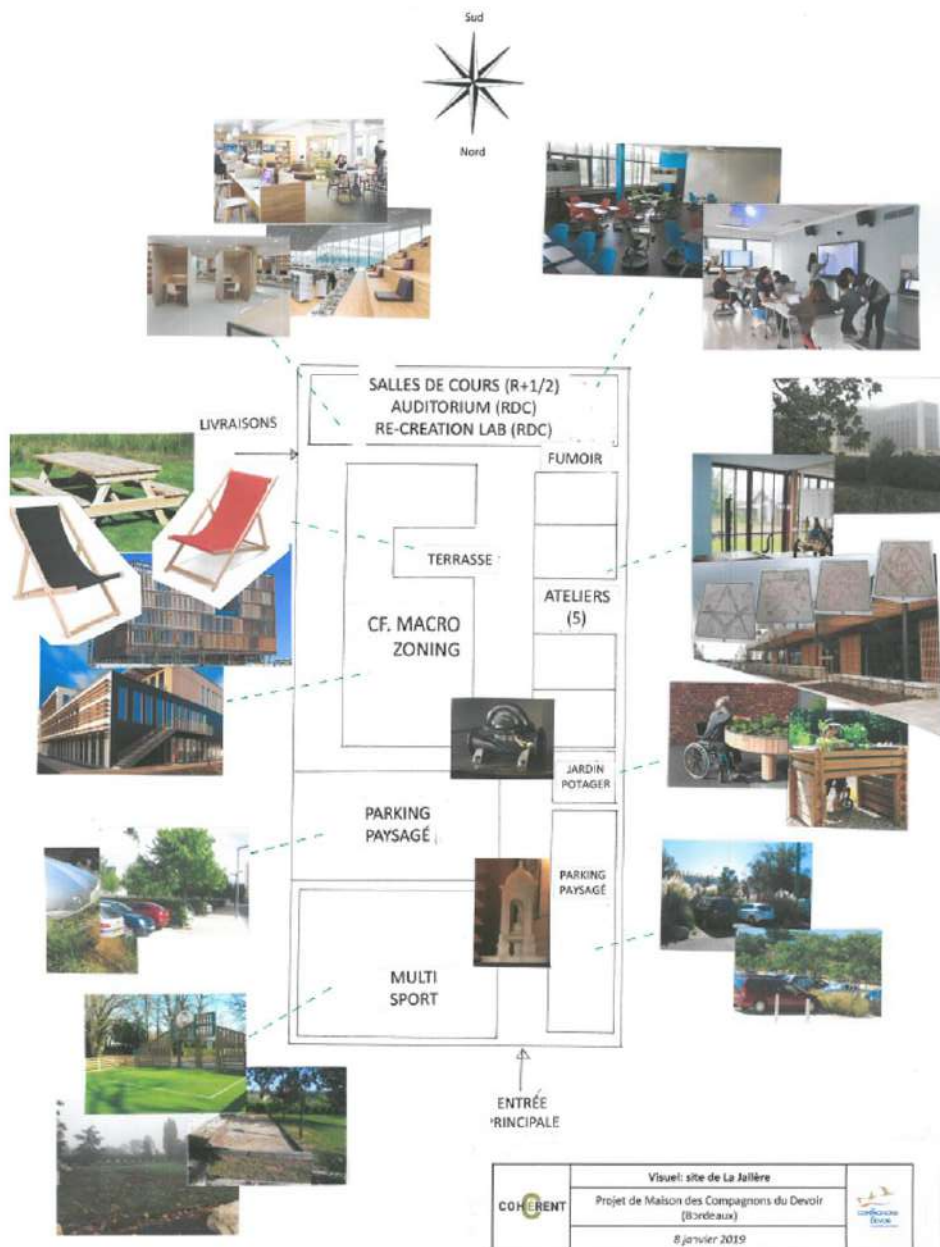 Sud
Nord
SALLES DE COURS (R+1/2)
AUDITORIUM (RDC)
RE-CREATION LAB (RDC)
LIVRAISONS
FUMOIR
TERRASSE
ATELIERS
(5)
CF. MACRO
ZONING
JARDIN
POTAGER
PARKING
PAYSAGÉ
PARKING
PAYSAGÉ
MULTI
SPORT
ENTRÉE
PRINCIPALE
COHERENT
Visuel: site de La Jallère
Projet de Maison des Compagnons du Devoir
(Bordeaux)
8 janvier 2019
COMPAGNONS
DEVOIR